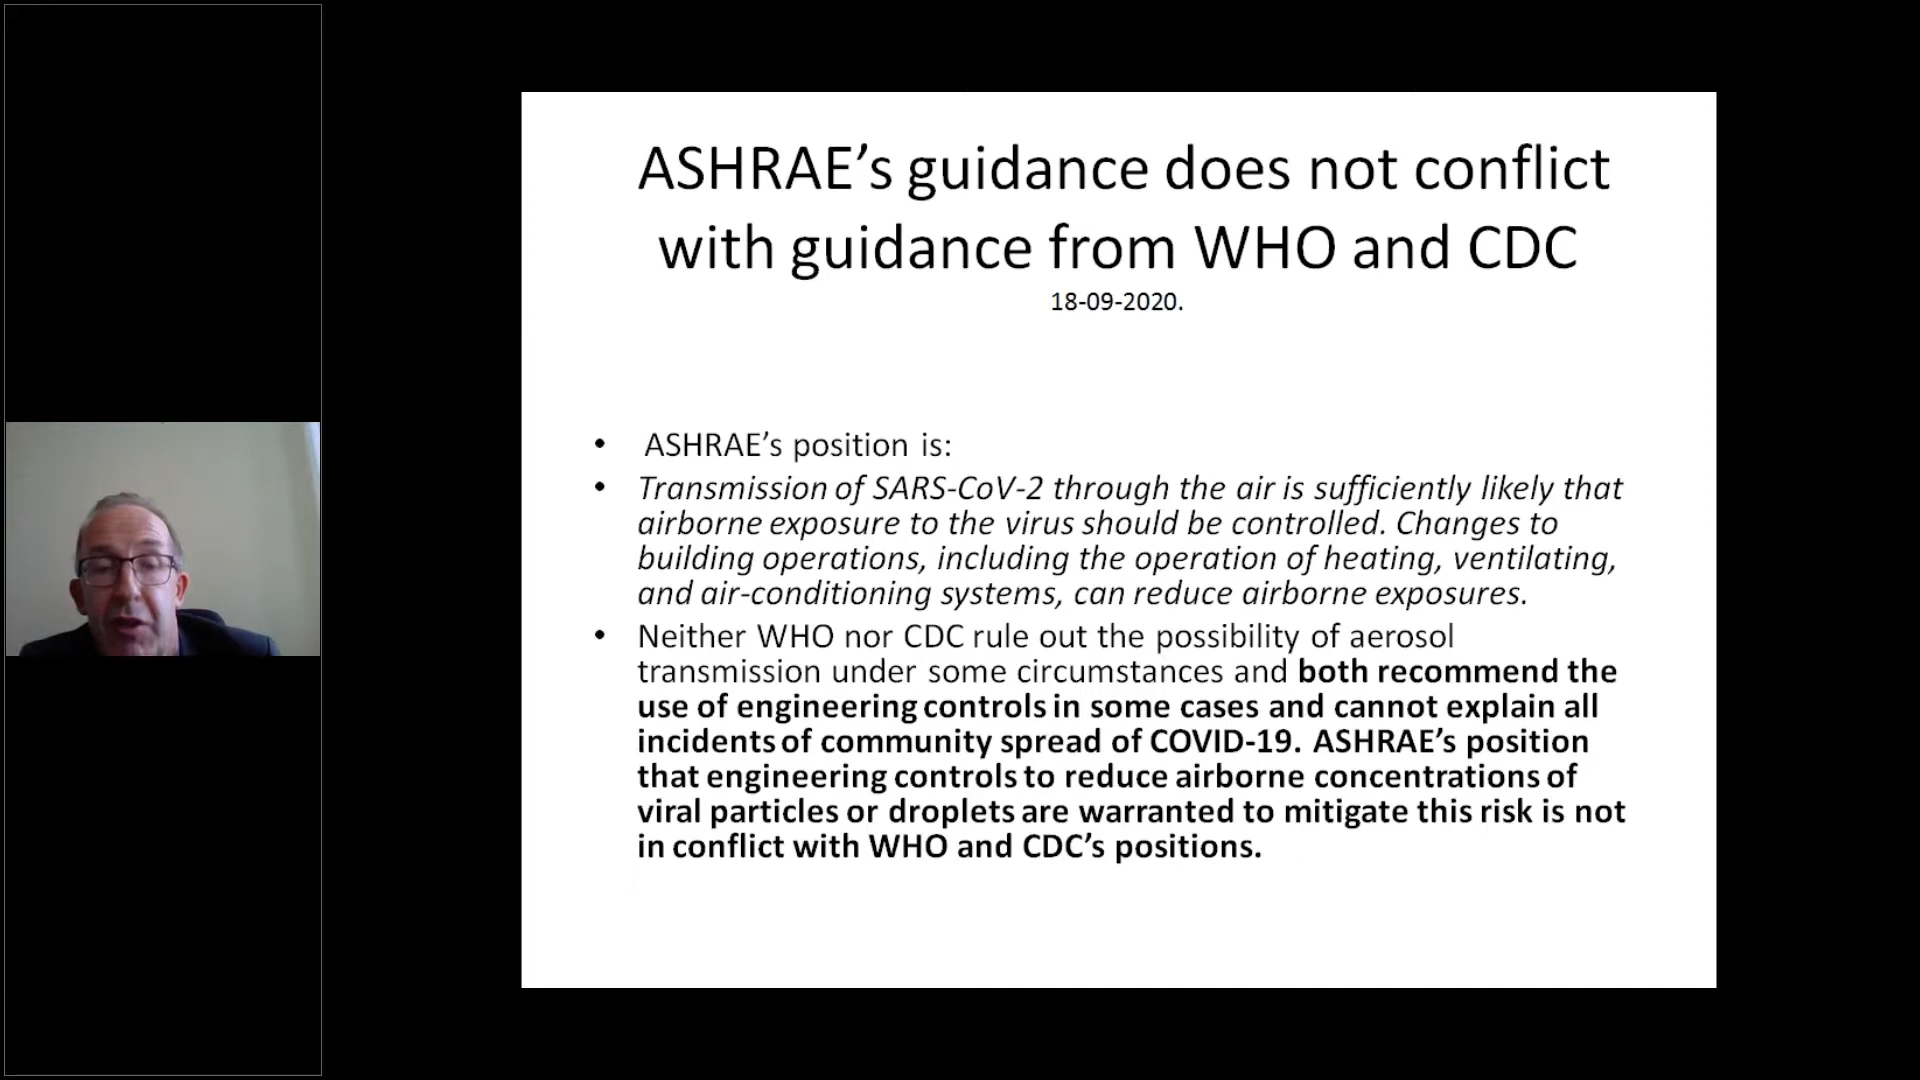 ASHRAE’s guidance does not conflict
with guidance from WHO and CDC
18-09-2020.
• ASHRAE’s position is:
• Transmission of SARS-CoV-2 through the air is sufficiently likely that
airborne exposure to the virus should be controlled. Changes to
building operations, including the operation of heating, ventilating,
and air-conditioning systems, can reduce airborne exposures.
• Neither WHO nor CDC rule out the possibility of aerosol
transmission under some circumstances and both recommend the
use of engineering controls in some cases and cannot explain all
incidents of community spread of COVID-19. ASHRAE’s position
that engineering controls to reduce airborne concentrations of
viral particles or droplets are warranted to mitigate this risk is not
in conflict with WHO and CDC’s positions.